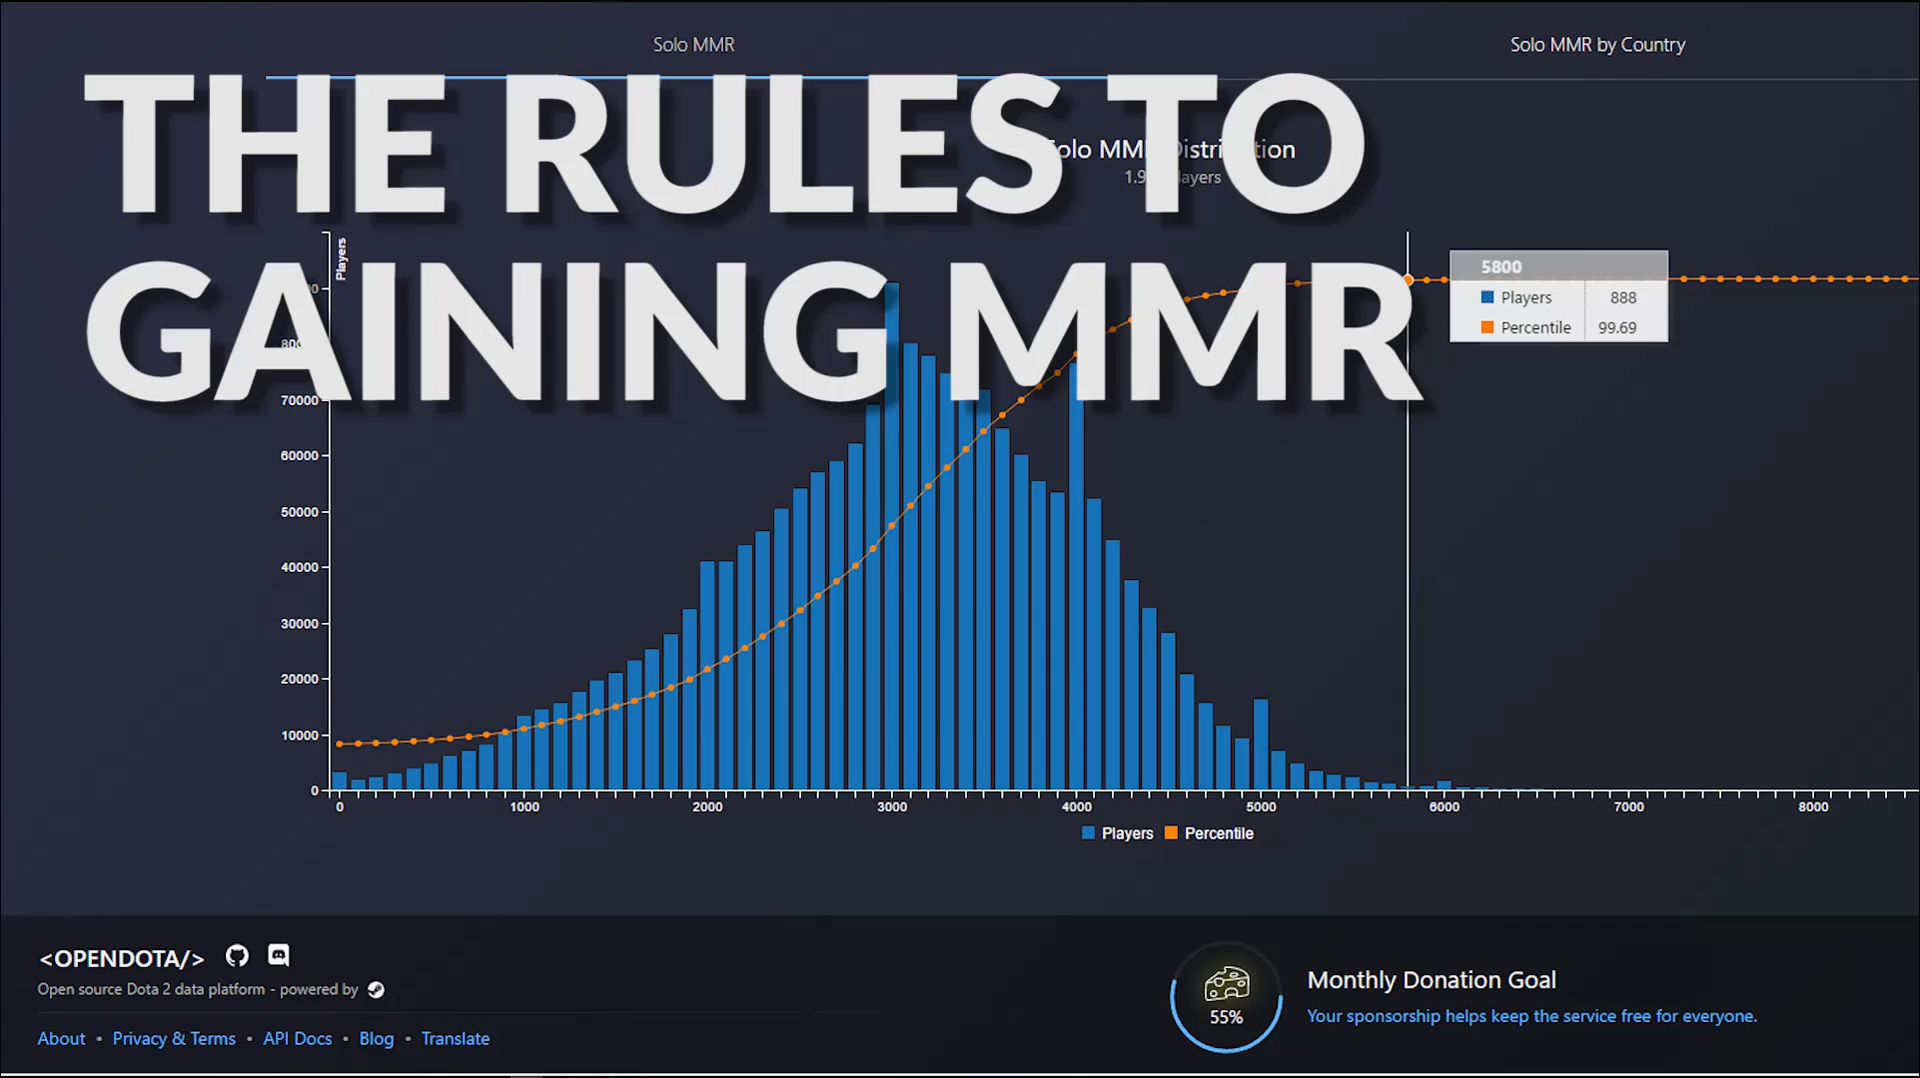 Solo MMR
Solo MMR by Country
THE RULES TO
GAINING MMR
5800
Players 888
Percentile 99.69
Players
70000
60000
50000
40000
30000
20000
10000
0
0 1000 2000 3000 4000 5000 6000 7000 8000
Players Percentile
<OPENDOTA/>
Open source Dota 2 data platform - powered by
About • Privacy & Terms • API Docs • Blog • Translate
55%
Monthly Donation Goal
Your sponsorship helps keep the service free for everyone.